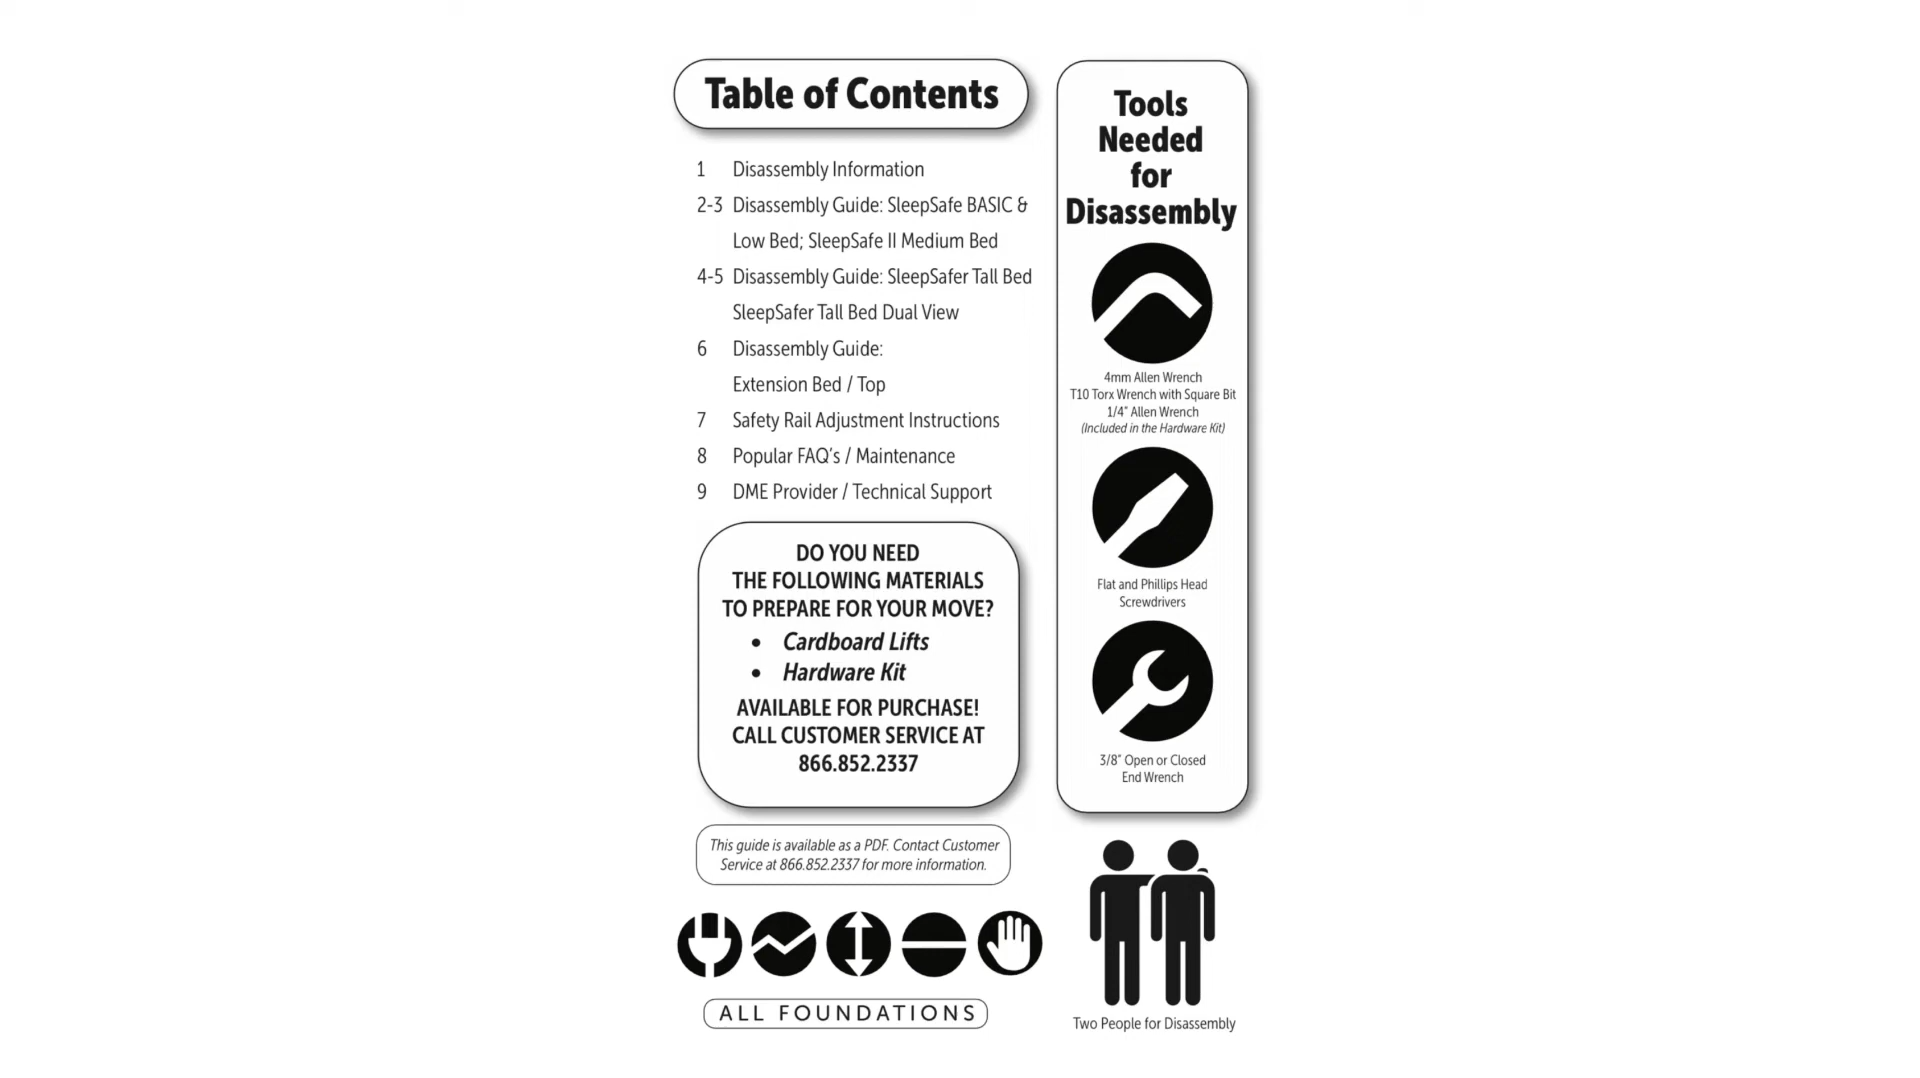 Table of Contents
1 Disassembly Information
2-3 Disassembly Guide: SleepSafe BASIC &
Low Bed; SleepSafe II Medium Bed
4-5 Disassembly Guide: SleepSafer Tall Bed
SleepSafer Tall Bed Dual View
6 Disassembly Guide:
Extension Bed / Top
7 Safety Rail Adjustment Instructions
8 Popular FAQ's / Maintenance
9 DME Provider / Technical Support
DO YOU NEED
THE FOLLOWING MATERIALS
TO PREPARE FOR YOUR MOVE?
• Cardboard Lifts
• Hardware Kit
AVAILABLE FOR PURCHASE!
CALL CUSTOMER SERVICE AT
866.852.2337
This guide is available as a PDF. Contact Customer
Service at 866.852.2337 for more information.
ALL FOUNDATIONS
Tools
Needed
for
Disassembly
4mm Allen Wrench
T10 Torx Wrench with Square Bit
1/4" Allen Wrench
(Included in the Hardware Kit)
Flat and Phillips Head
Screwdrivers
3/8" Open or Closed
End Wrench
Two People for Disassembly